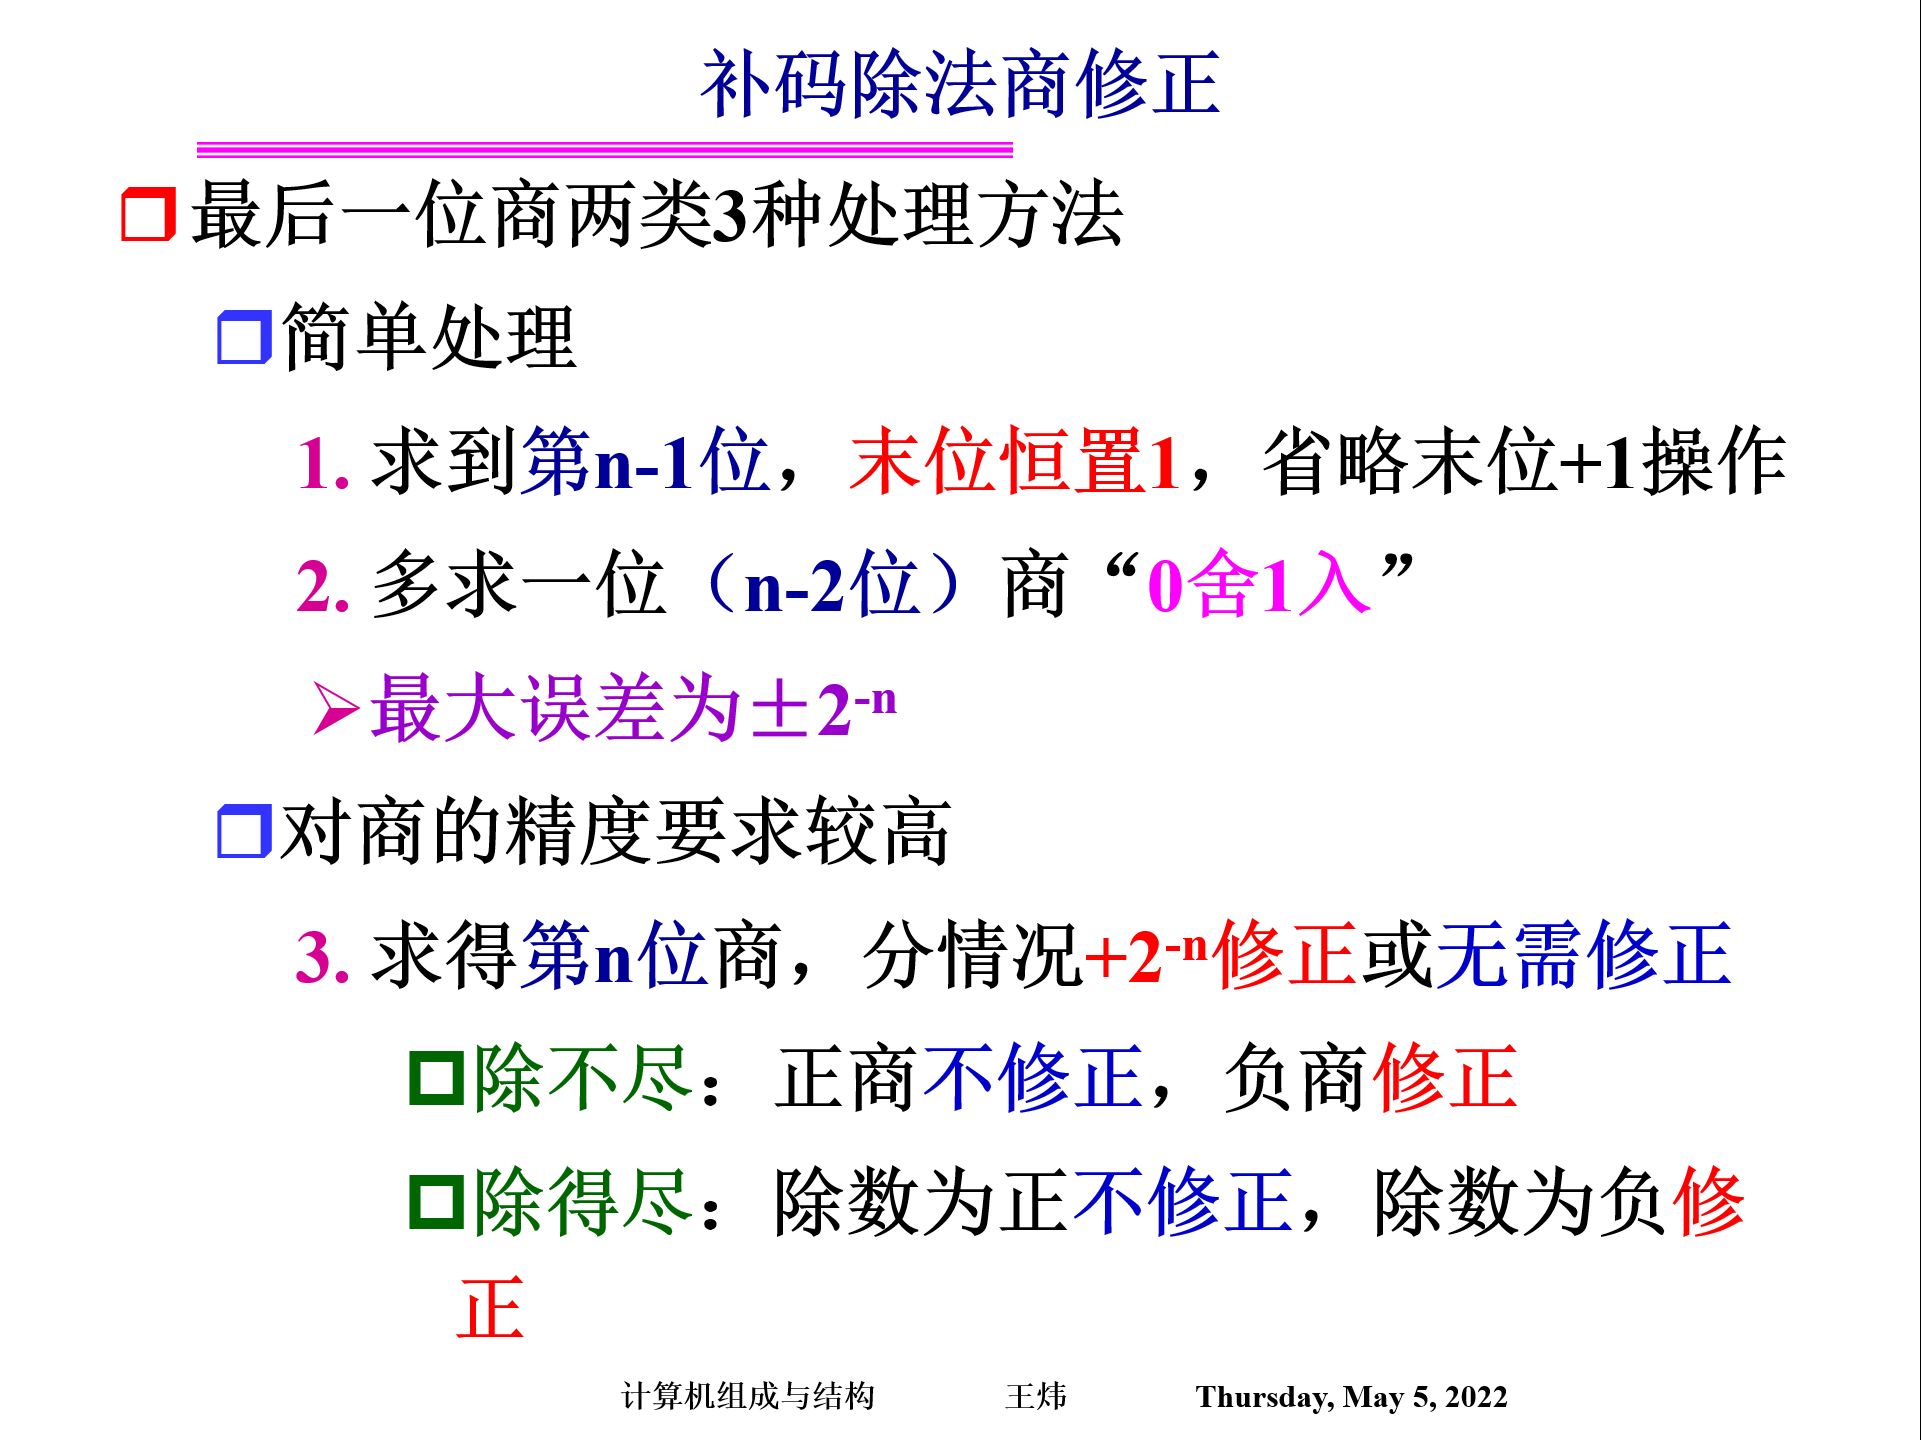 补码除法商修正
最后一位商两类3种处理方法
简单处理
1. 求到第n-1位，末位恒置1，省略末位+1操作
2. 多求一位（n-2位）商“0舍1入”
最大误差为±2-n
对商的精度要求较高
3. 求得第n位商，分情况+2-n修正或无需修正
除不尽：正商不修正，负商修正
除得尽：除数为正不修正，除数为负修
正
计算机组成与结构 王炜 Thursday, May 5, 2022